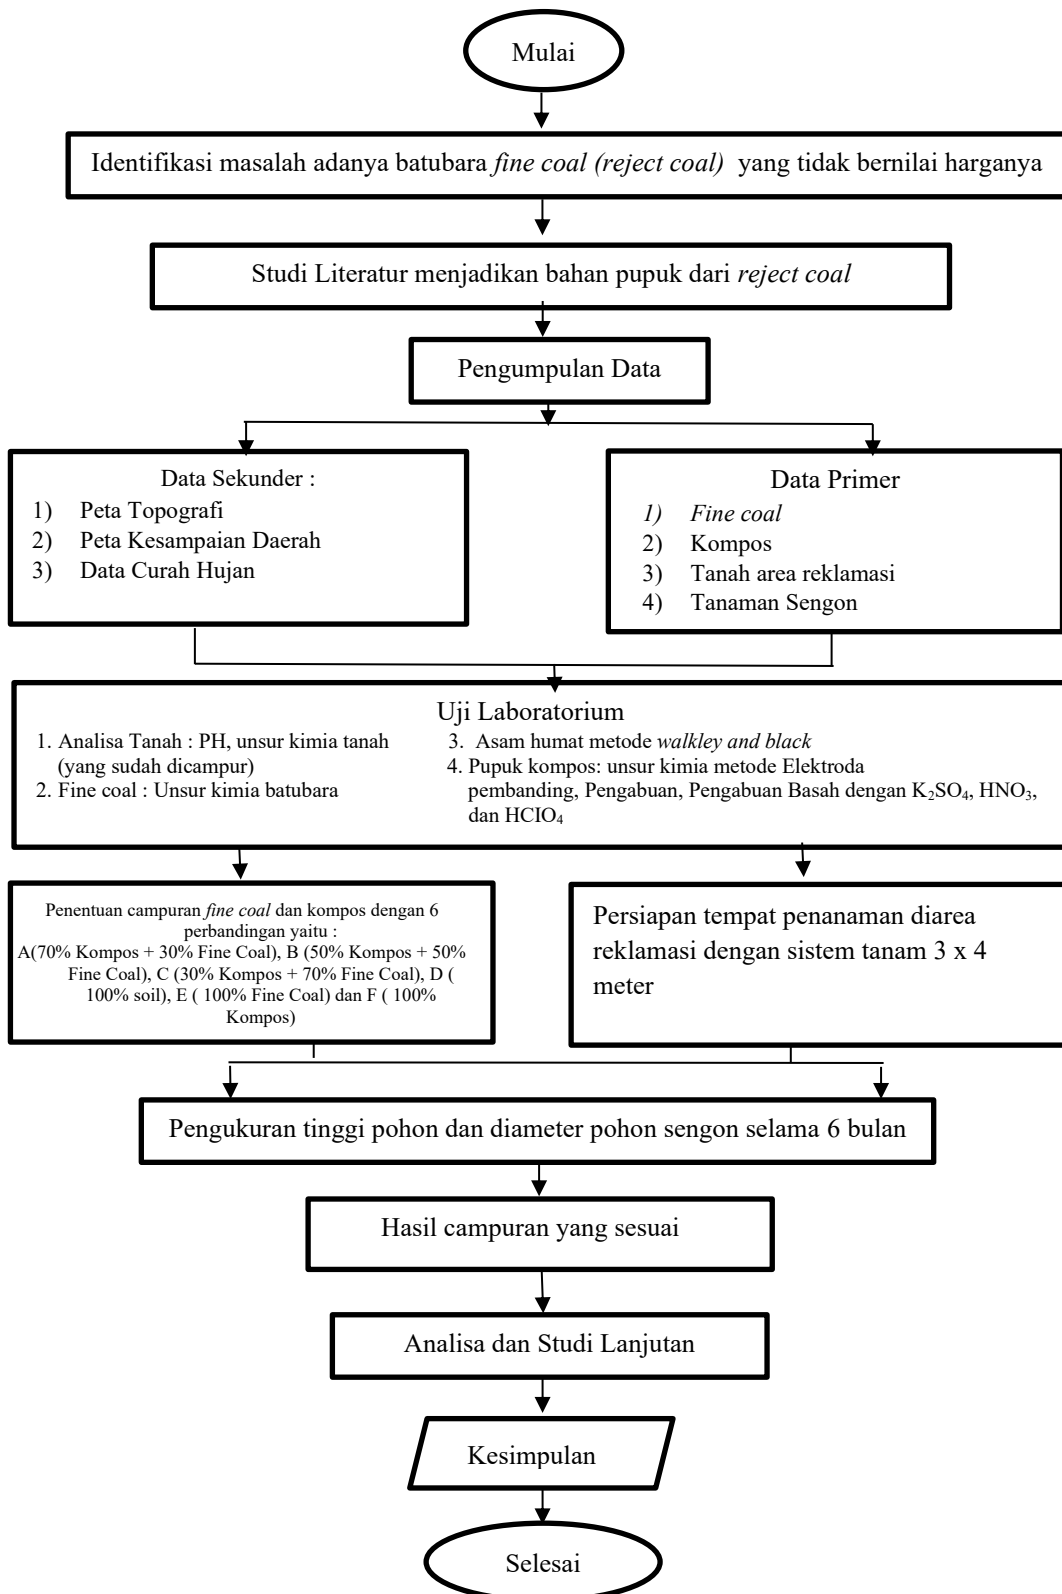 Mulai
Identifikasi masalah adanya batubara fine coal (reject coal) yang tidak bernilai harganya
Studi Literatur menjadikan bahan pupuk dari reject coal
Pengumpulan Data
Data Sekunder :
1) Peta Topografi
2) Peta Kesampaian Daerah
3) Data Curah Hujan
Data Primer
1) Fine coal
2) Kompos
3) Tanah area reklamasi
4) Tanaman Sengon
Uji Laboratorium
1. Analisa Tanah : PH, unsur kimia tanah
(yang sudah dicampur)
2. Fine coal : Unsur kimia batubara
3. Asam humat metode walkley and black
4. Pupuk kompos: unsur kimia metode Elektroda
pembanding, Pengabuan, Pengabuan Basah dengan K₂SO₄, HNO₃,
dan HCIO₄
Penentuan campuran fine coal dan kompos dengan 6
perbandingan yaitu :
A(70% Kompos + 30% Fine Coal), B (50% Kompos + 50%
Fine Coal), C (30% Kompos + 70% Fine Coal), D (
100% soil), E ( 100% Fine Coal) dan F ( 100%
Kompos)
Persiapan tempat penanaman diarea
reklamasi dengan sistem tanam 3 x 4
meter
Pengukuran tinggi pohon dan diameter pohon sengon selama 6 bulan
Hasil campuran yang sesuai
Analisa dan Studi Lanjutan
Kesimpulan
Selesai